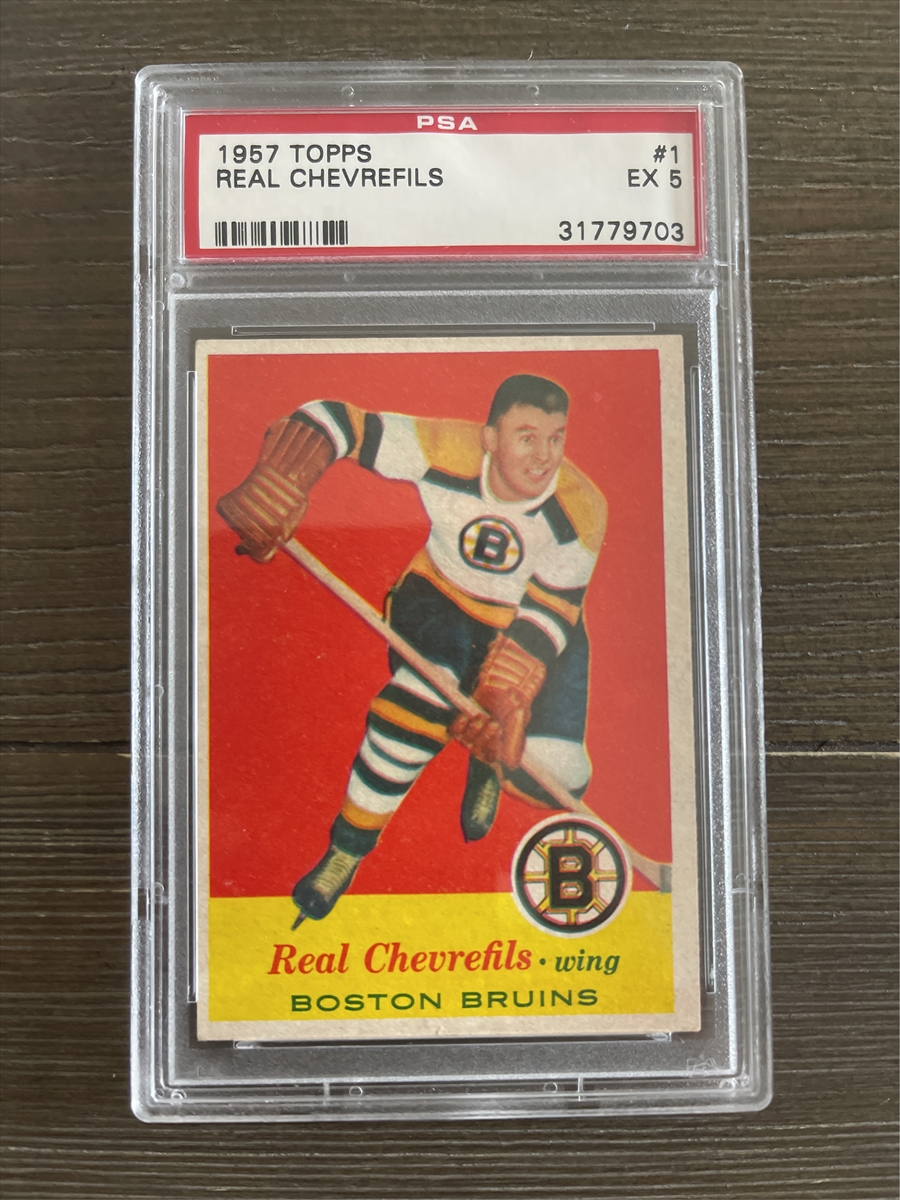 PSA
1957 TOPPS #1
REAL CHEVREFILS EX 5
31779703
B
B
Real Chevrefils · wing
BOSTON BRUINS